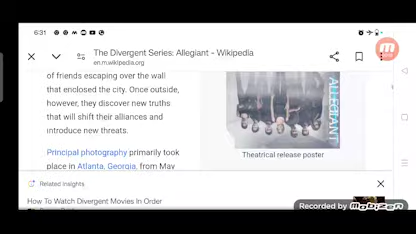 6:31
The Divergent Series: Allegiant – Wikipedia
en.m.wikipedia.org
of friends escaping over the wall
that enclosed the city. Once outside,
however, they discover new truths
that will shift their alliances and
introduce new threats.
Principal photography primarily took
place in Atlanta, Georgia, from May
ALLEGIANT
Theatrical release poster
Related Insights
How To Watch Divergent Movies In Order
Recorded by
MOBIZEN